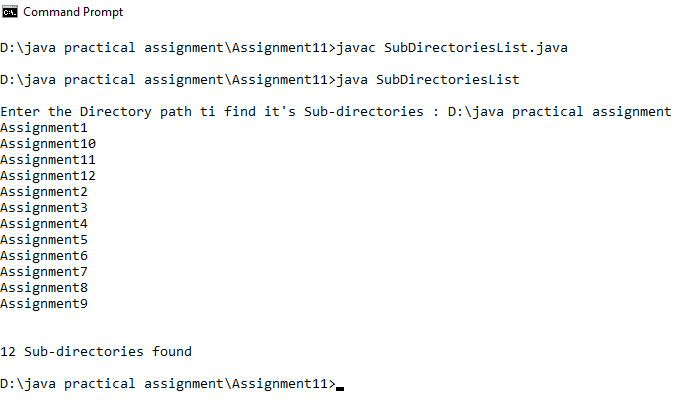 Command Prompt
D:\java practical assignment\Assignment11>javac SubDirectoriesList.java
D:\java practical assignment\Assignment11>java SubDirectoriesList
Enter the Directory path ti find it's Sub-directories : D:\java practical assignment
Assignment1
Assignment10
Assignment11
Assignment12
Assignment2
Assignment3
Assignment4
Assignment5
Assignment6
Assignment7
Assignment8
Assignment9
12 Sub-directories found
D:\java practical assignment\Assignment11>